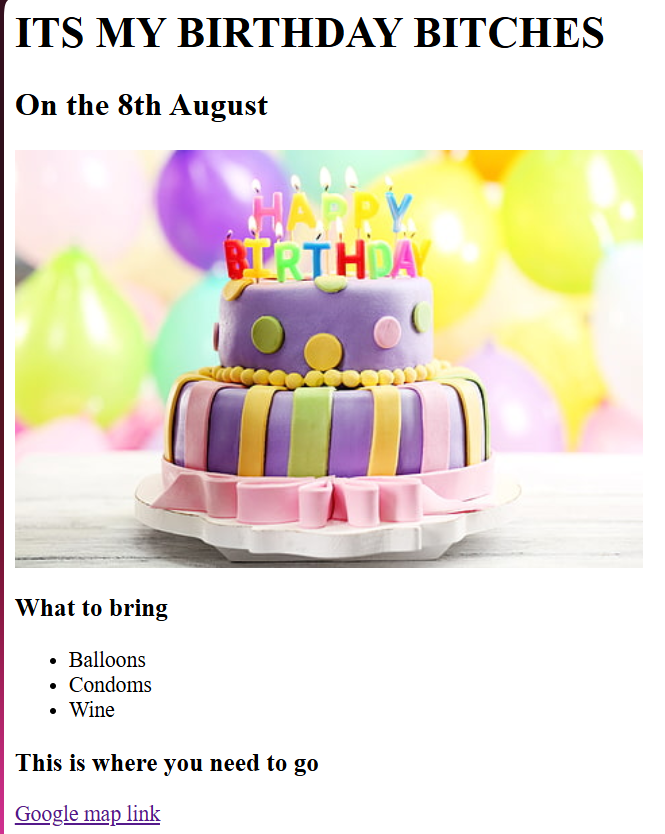 ITS MY BIRTHDAY BITCHES
On the 8th August
HAPPY
BIRTHDAY
What to bring
Balloons
Condoms
Wine
This is where you need to go
Google map link